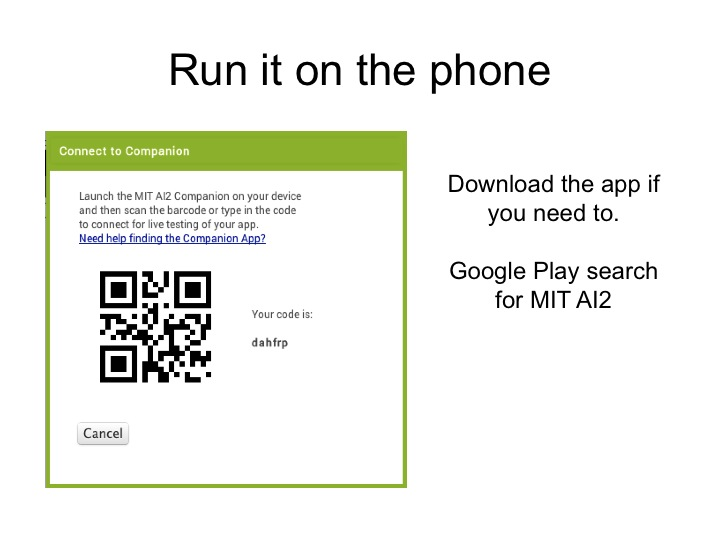 Run it on the phone
Connect to Companion
Launch the MIT AI2 Companion on your device
and then scan the barcode or type in the code
to connect for live testing of your app.
Need help finding the Companion App?
Your code is:
dahfrp
Cancel
Download the app if
you need to.
Google Play search
for MIT AI2